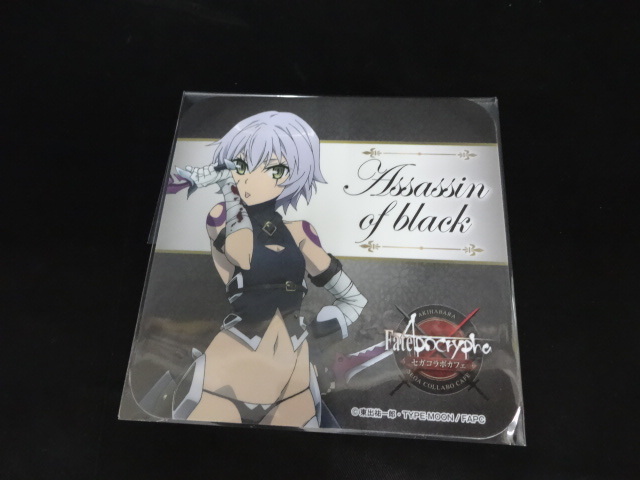 Assassin
of black
AKIHABARA
Fate/Apocrypha
セガコラボカフェ
SEGA COLLABO CAFE
©東出祐一郎・TYPE-MOON / FAPC